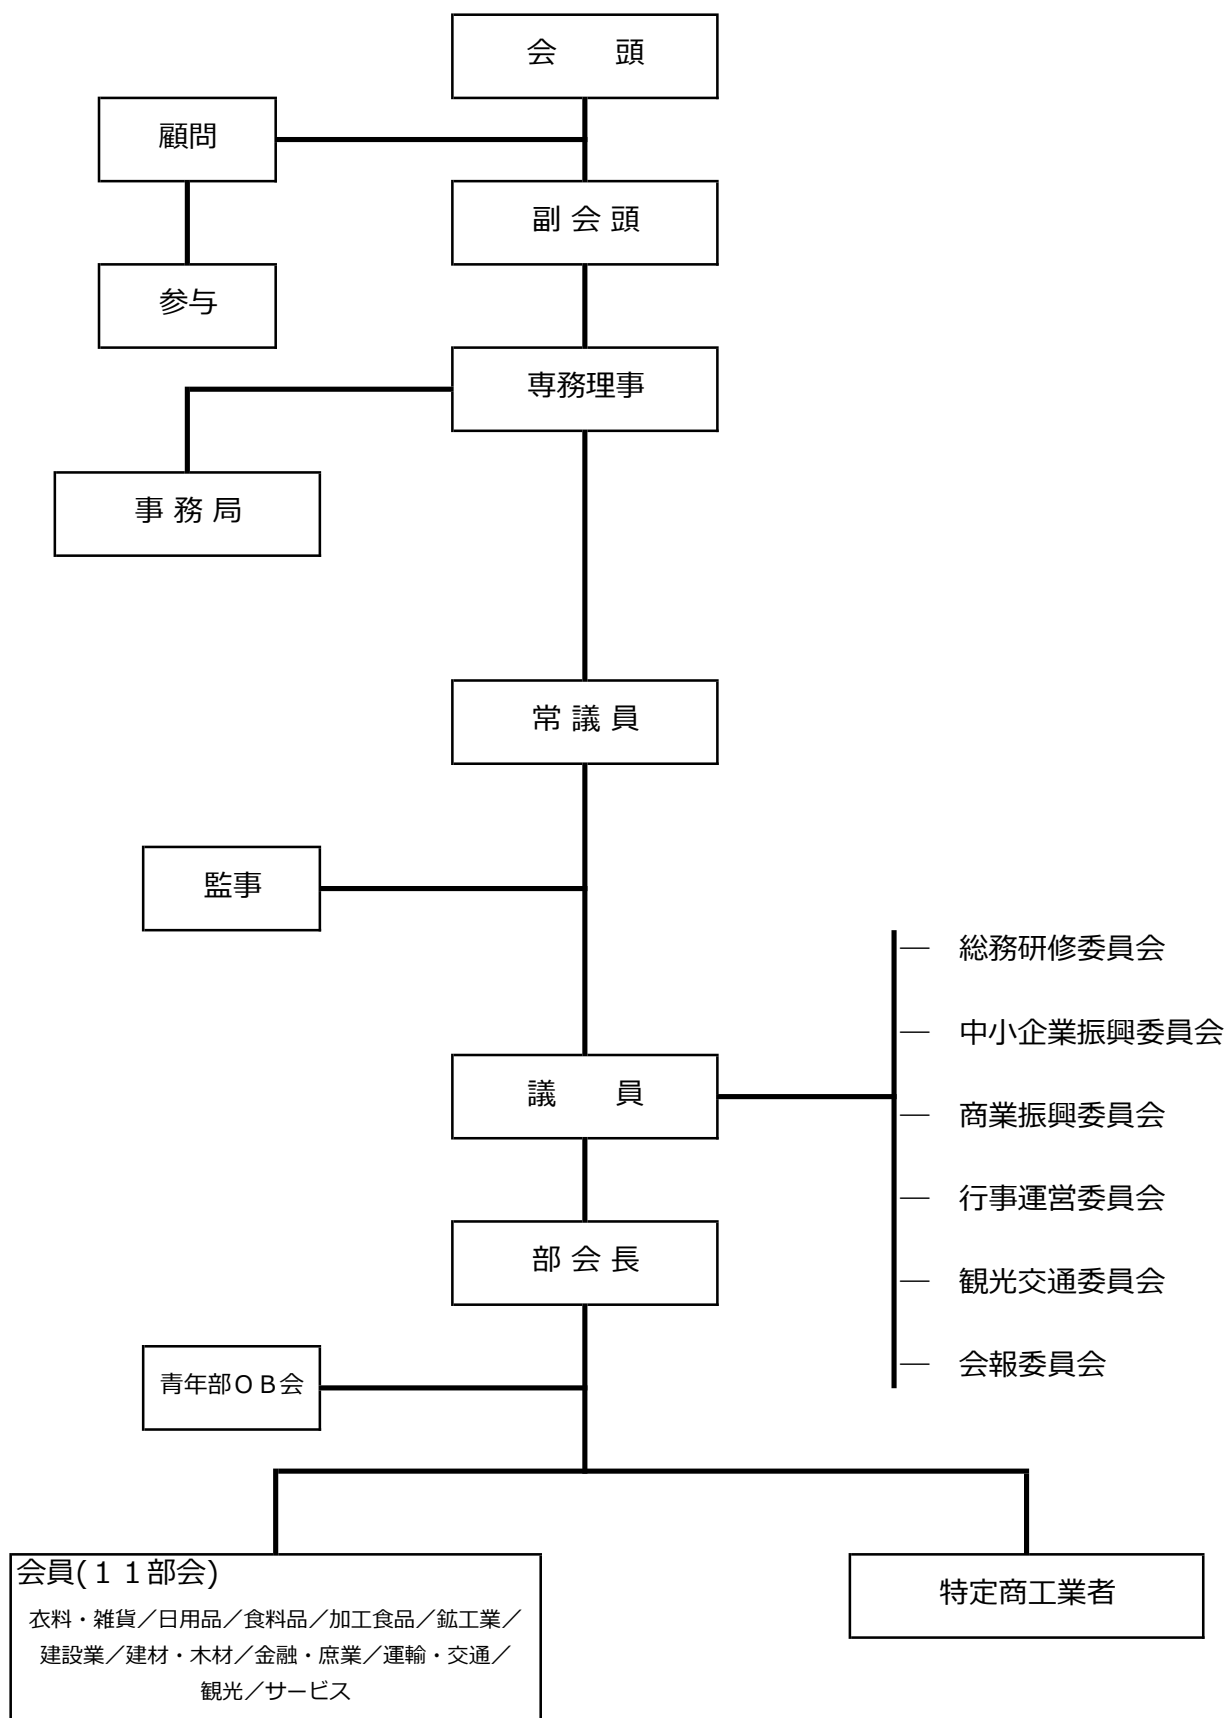 会　　頭
顧問
副 会 頭
参与
専務理事
事 務 局
常 議 員
監事
総務研修委員会
中小企業振興委員会
議　　員
商業振興委員会
行事運営委員会
部 会 長
観光交通委員会
会報委員会
青年部ＯＢ会
会員(１１部会)
衣料・雑貨／日用品／食料品／加工食品／鉱工業／
建設業／建材・木材／金融・庶業／運輸・交通／
観光／サービス
特定商工業者